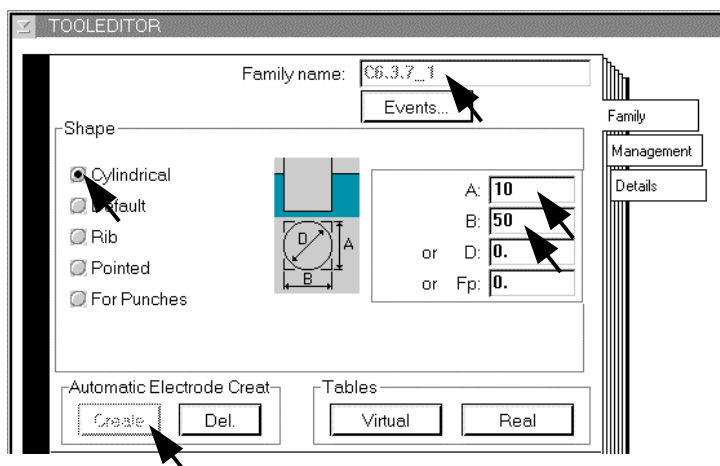 TOOLEDITOR
Family name: C6.3.7_1
Events...
Family
Management
Details
Shape
Cylindrical
Default
Rib
Pointed
For Punches
D
A
B
A: 10
B: 50
or D: 0.
or Fp: 0.
Automatic Electrode Creat
Create Del.
Tables
Virtual Real